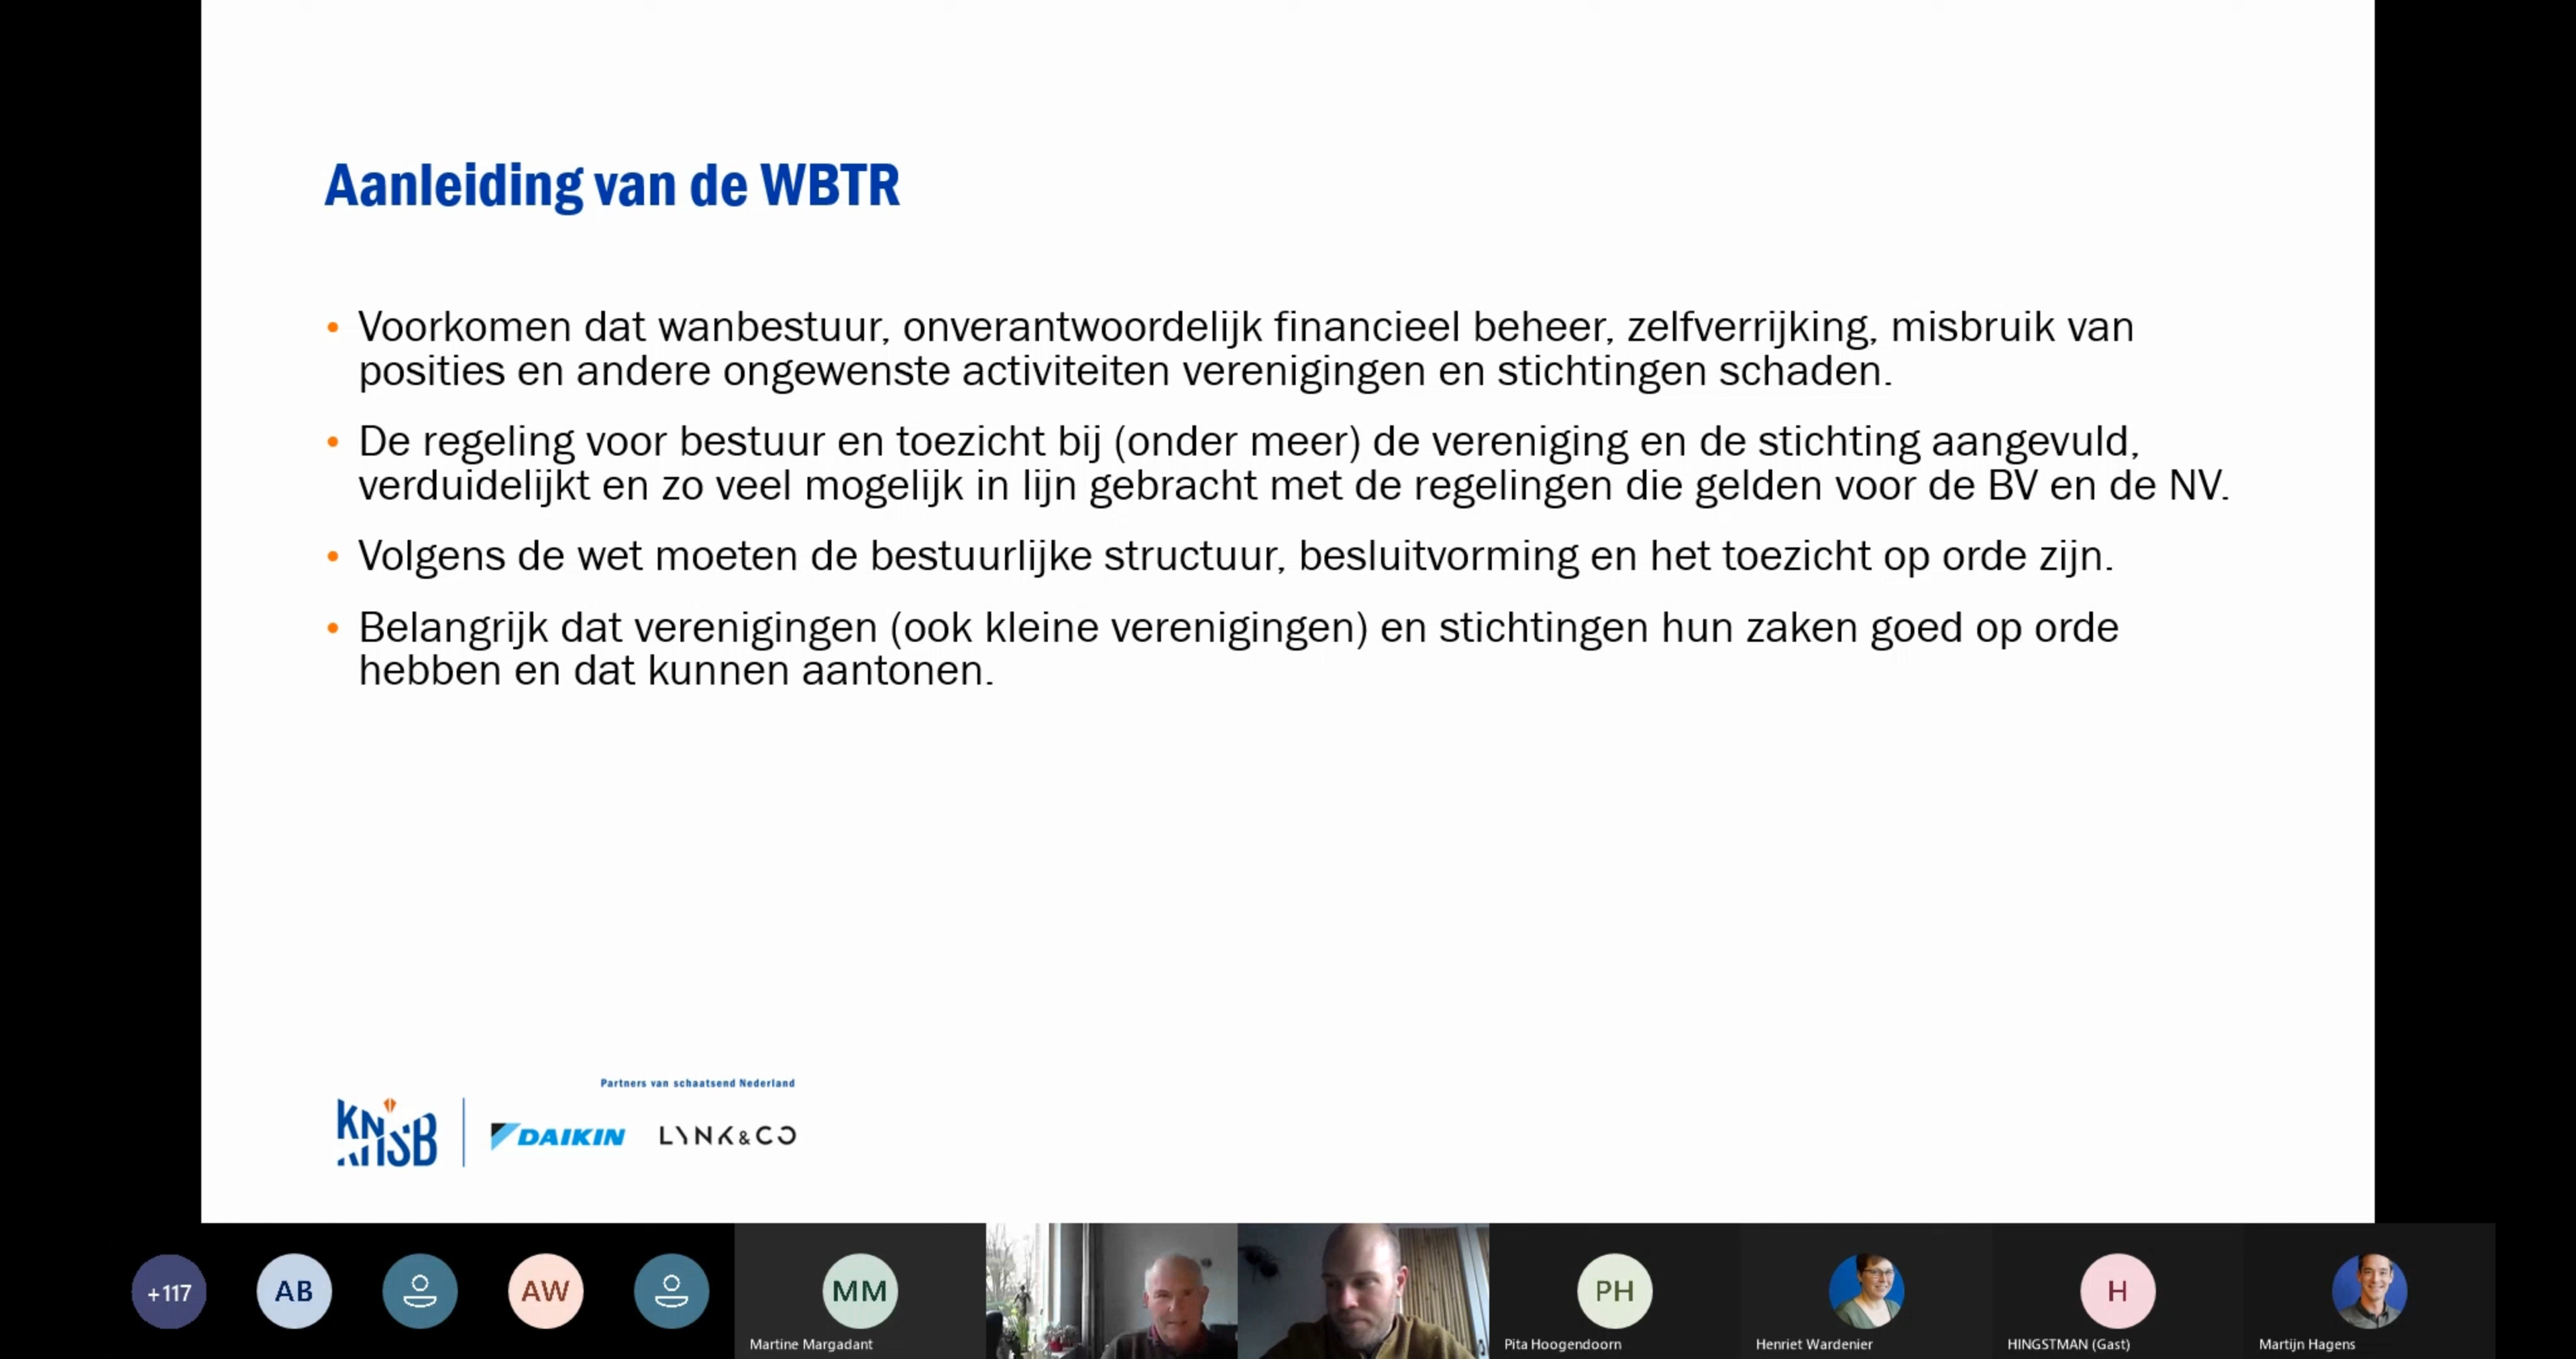 Aanleiding van de WBTR
• Voorkomen dat wanbestuur, onverantwoordelijk financieel beheer, zelfverrijking, misbruik van
posities en andere ongewenste activiteiten verenigingen en stichtingen schaden.
• De regeling voor bestuur en toezicht bij (onder meer) de vereniging en de stichting aangevuld,
verduidelijkt en zo veel mogelijk in lijn gebracht met de regelingen die gelden voor de BV en de NV.
• Volgens de wet moeten de bestuurlijke structuur, besluitvorming en het toezicht op orde zijn.
• Belangrijk dat verenigingen (ook kleine verenigingen) en stichtingen hun zaken goed op orde
hebben en dat kunnen aantonen.
Partners van schaatsend Nederland
KNSB DAIKIN LYNK&CO
+117 AB AW MM PH H
Martine Margadant Pita Hoogendoorn Henriet Wardenier HINGSTMAN (Gast) Martijn Hagens